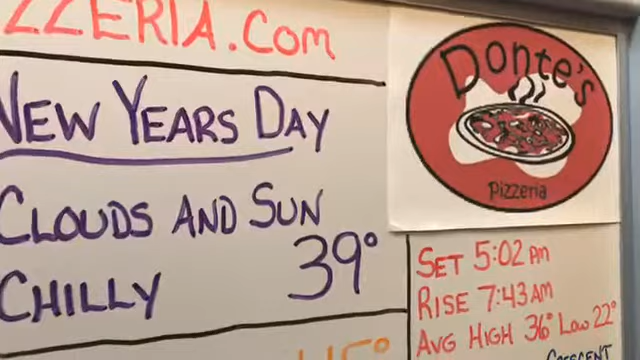 ZZERIA.Com
Donte's
Pizzeria
NEW YEARS DAY
CLOUDS AND SUN
CHILLY 39°
SET 5:02 PM
RISE 7:43 AM
AVG HIGH 36° LOW 22°
CRESCENT